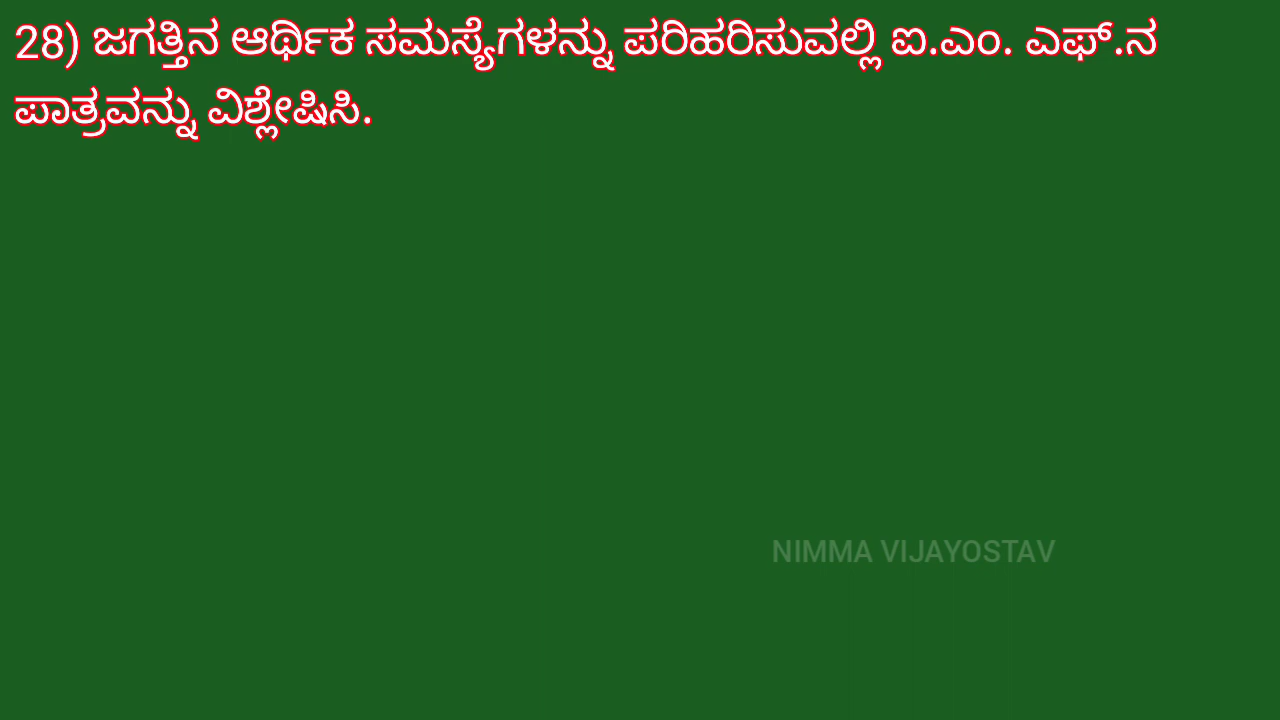 28) ಜಗತ್ತಿನ ಆರ್ಥಿಕ ಸಮಸ್ಯೆಗಳನ್ನು ಪರಿಹರಿಸುವಲ್ಲಿ ಐ.ಎಂ. ಎಫ್.ನ
ಪಾತ್ರವನ್ನು ವಿಶ್ಲೇಷಿಸಿ.
NIMMA VIJAYOSTAV